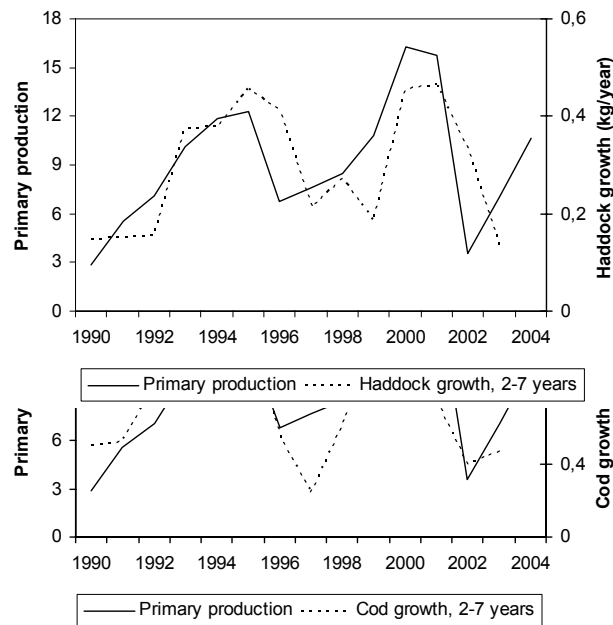 18
15
12
9
6
3
0
Primary production
0,6
0,4
0,2
0
Haddock growth (kg/year)
1990 1992 1994 1996 1998 2000 2002 2004
Primary production Haddock growth, 2-7 years
6
3
0
Primary
0,4
0
Cod growth
1990 1992 1994 1996 1998 2000 2002 2004
Primary production Cod growth, 2-7 years